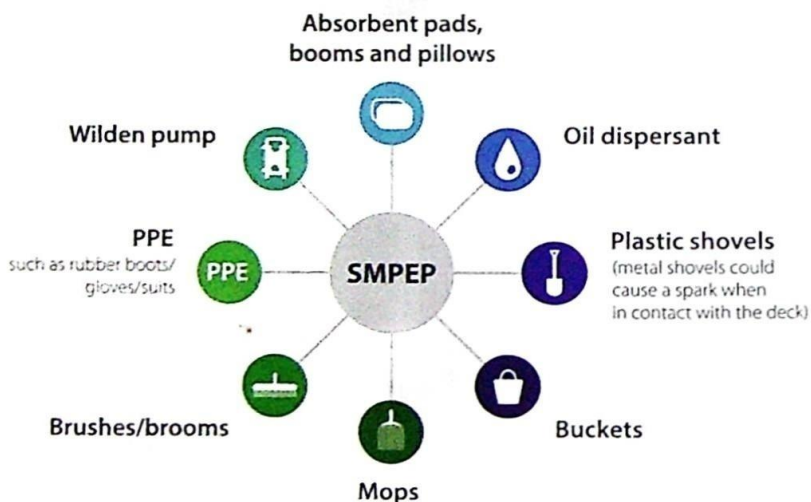 Absorbent pads,
booms and pillows
Wilden pump
Oil dispersant
PPE
such as rubber boots/
gloves/suits
PPE
SMPEP
Plastic shovels
(metal shovels could
cause a spark when
in contact with the deck)
Brushes/brooms
Buckets
Mops